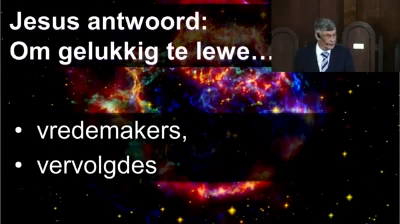 Jesus antwoord:
Om gelukkig te lewe…
• vredemakers,
• vervolgdes